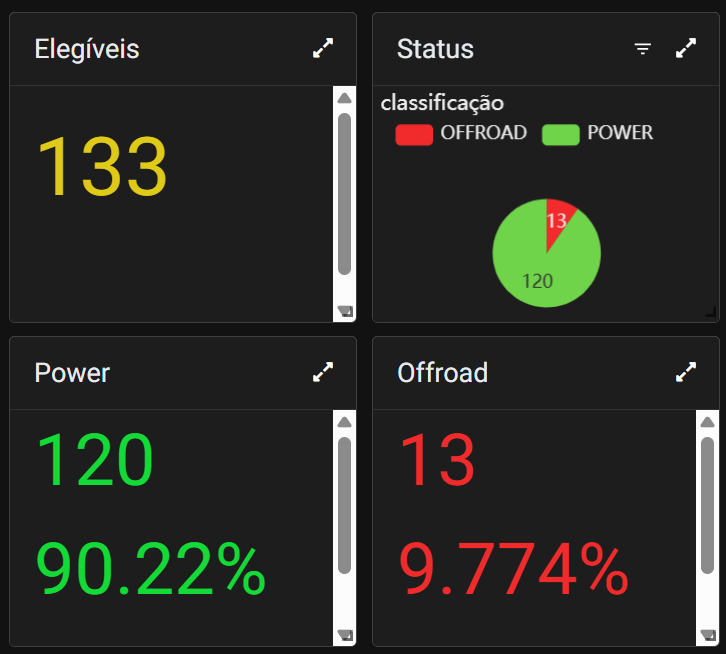 Elegíveis
133
Status
classificação
OFFROAD POWER
13
120
Power
120
90.22%
Offroad
13
9.774%